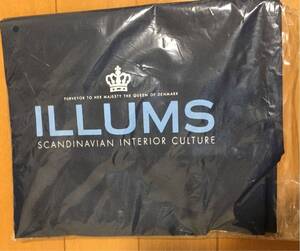 PURVEYOR TO HER MAJESTY THE QUEEN OF DENMARK
ILLUMS
SCANDINAVIAN INTERIOR CULTURE